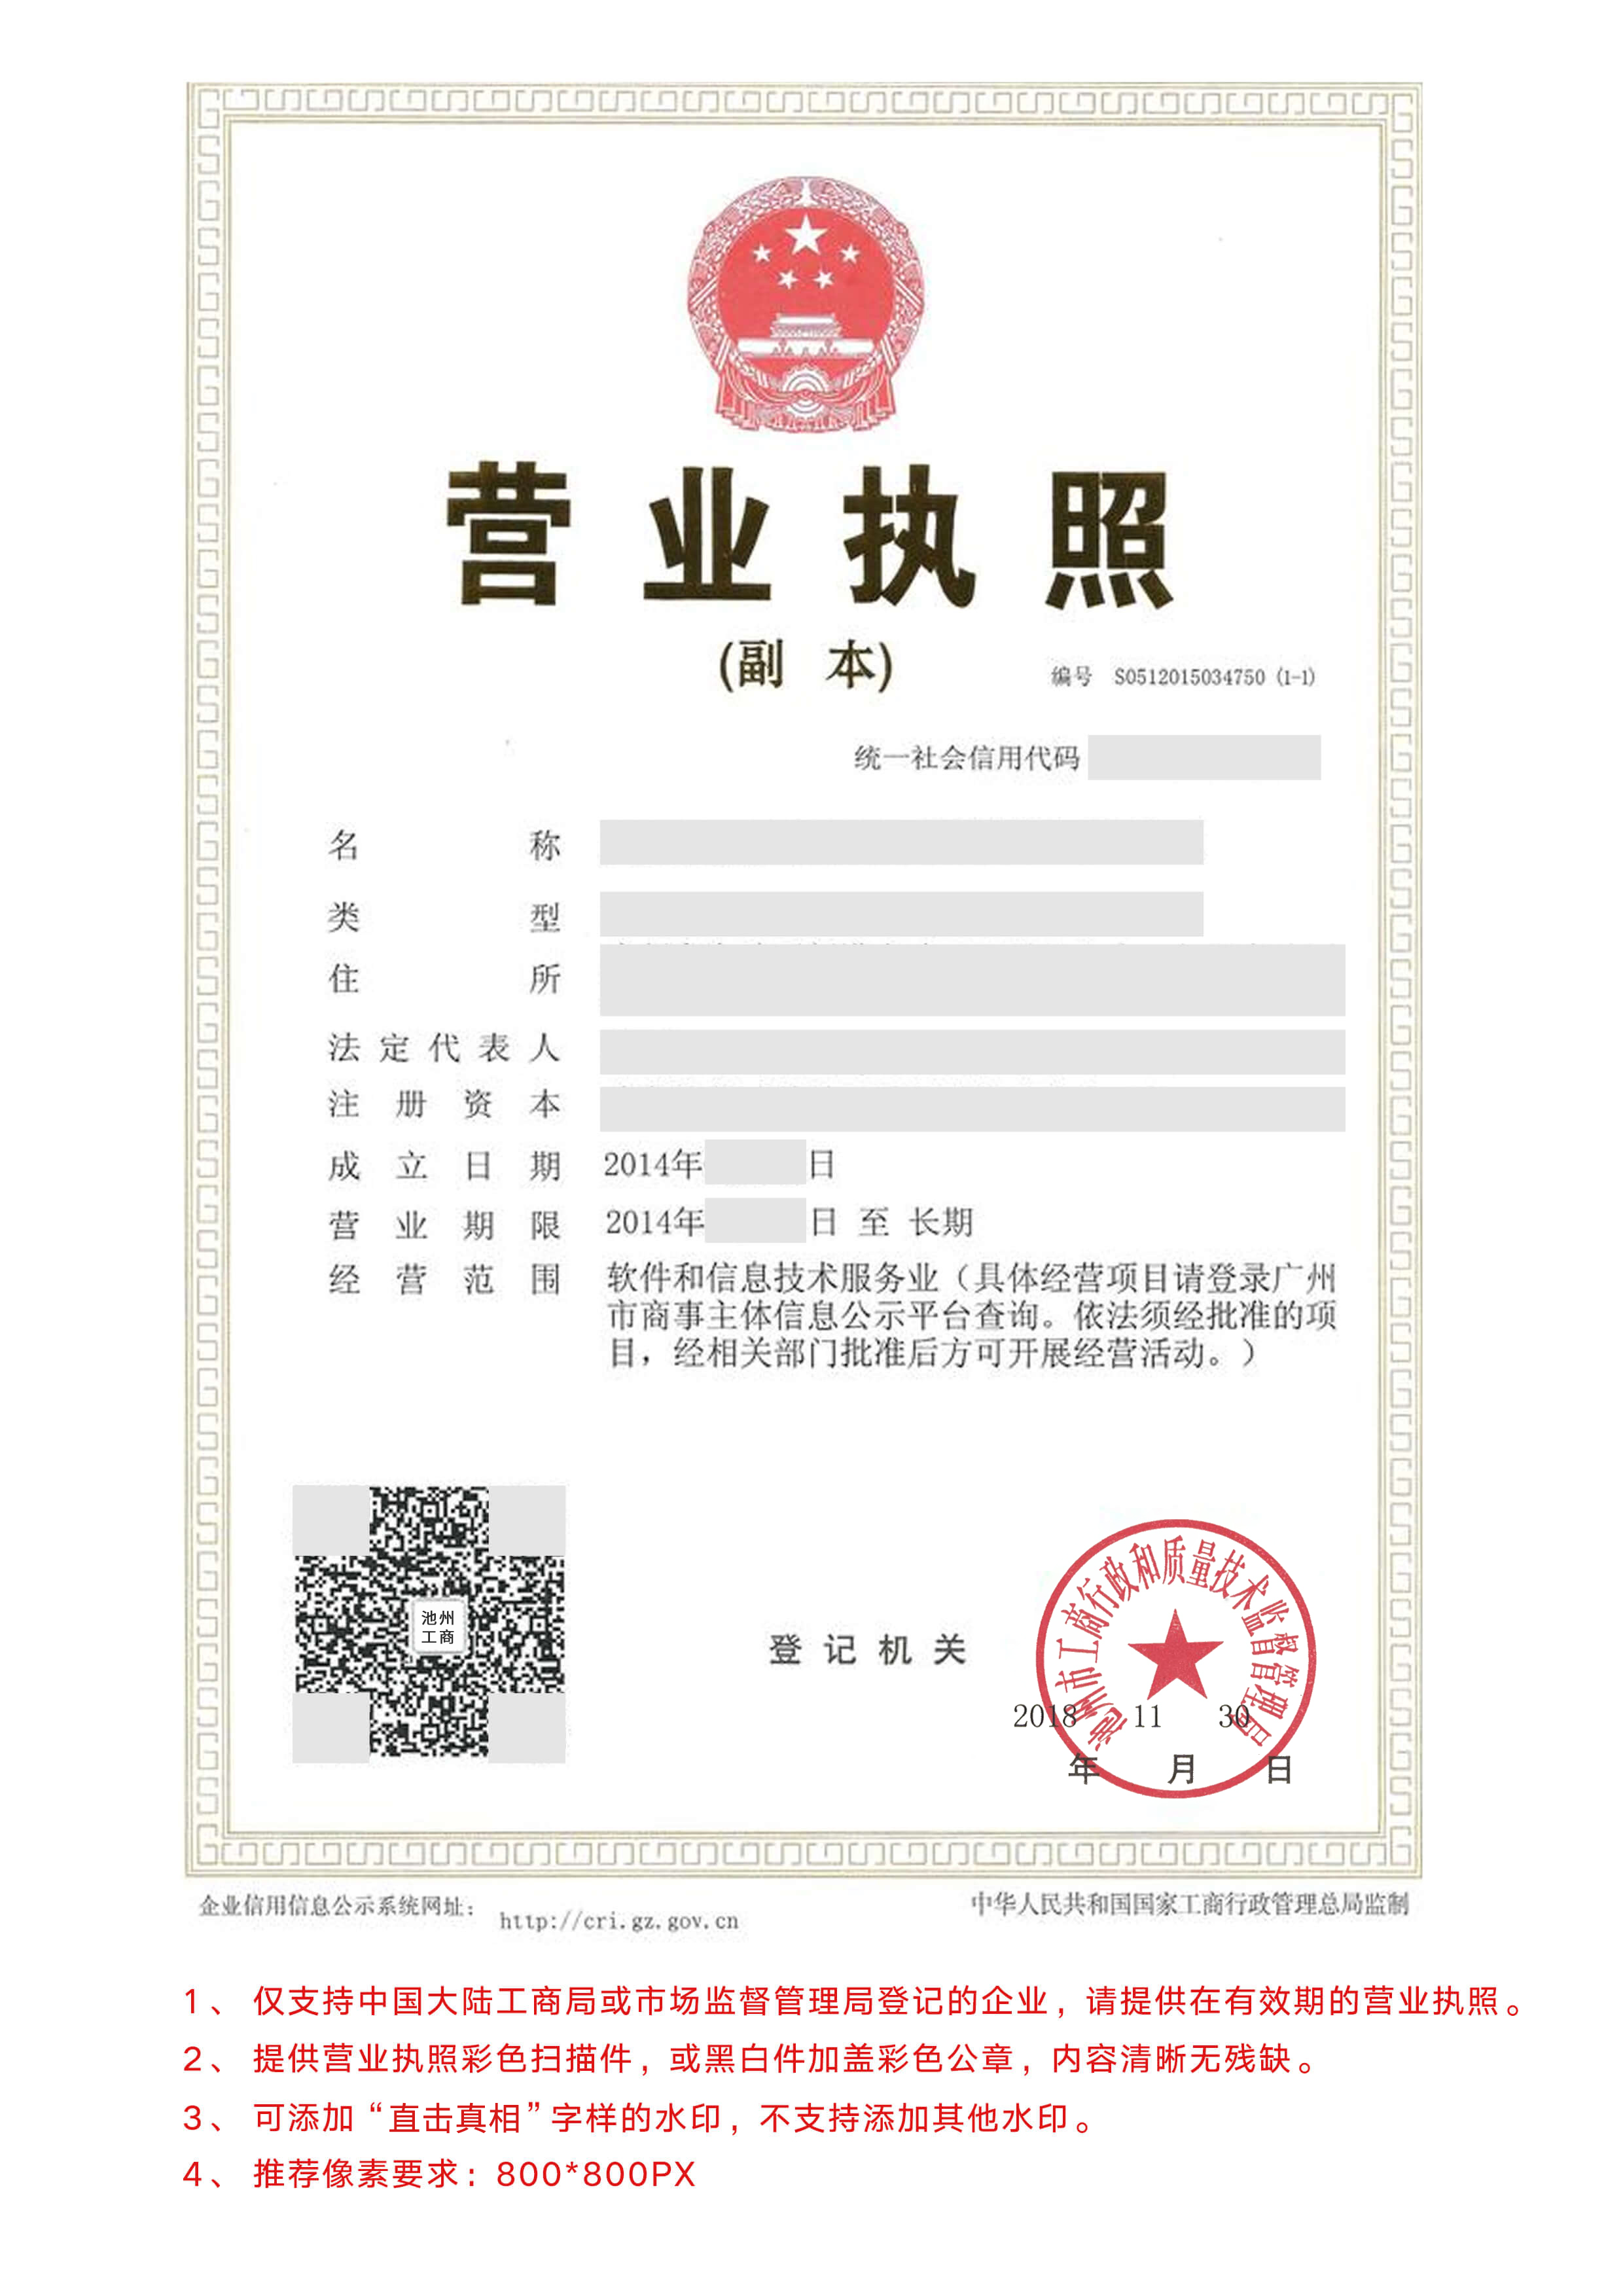 营业执照
(副 本)
编号 S0512015034750 (1-1)
统一社会信用代码
名 称
类 型
住 所
法定代表人
注册资本
成立日期 2014年 日
营业期限 2014年 日 至 长期
经营范围 软件和信息技术服务业（具体经营项目请登录广州
市商事主体信息公示平台查询。依法须经批准的项
目，经相关部门批准后方可开展经营活动。）
池州
工商
登记机关
池州市工商行政和质量技术监督管理局
2018 11 30
年 月 日
企业信用信息公示系统网址： http://cri.gz.gov.cn
中华人民共和国国家工商行政管理总局监制
1、 仅支持中国大陆工商局或市场监督管理局登记的企业，请提供在有效期的营业执照。
2、 提供营业执照彩色扫描件，或黑白件加盖彩色公章，内容清晰无残缺。
3、 可添加“直击真相”字样的水印，不支持添加其他水印。
4、 推荐像素要求：800*800PX